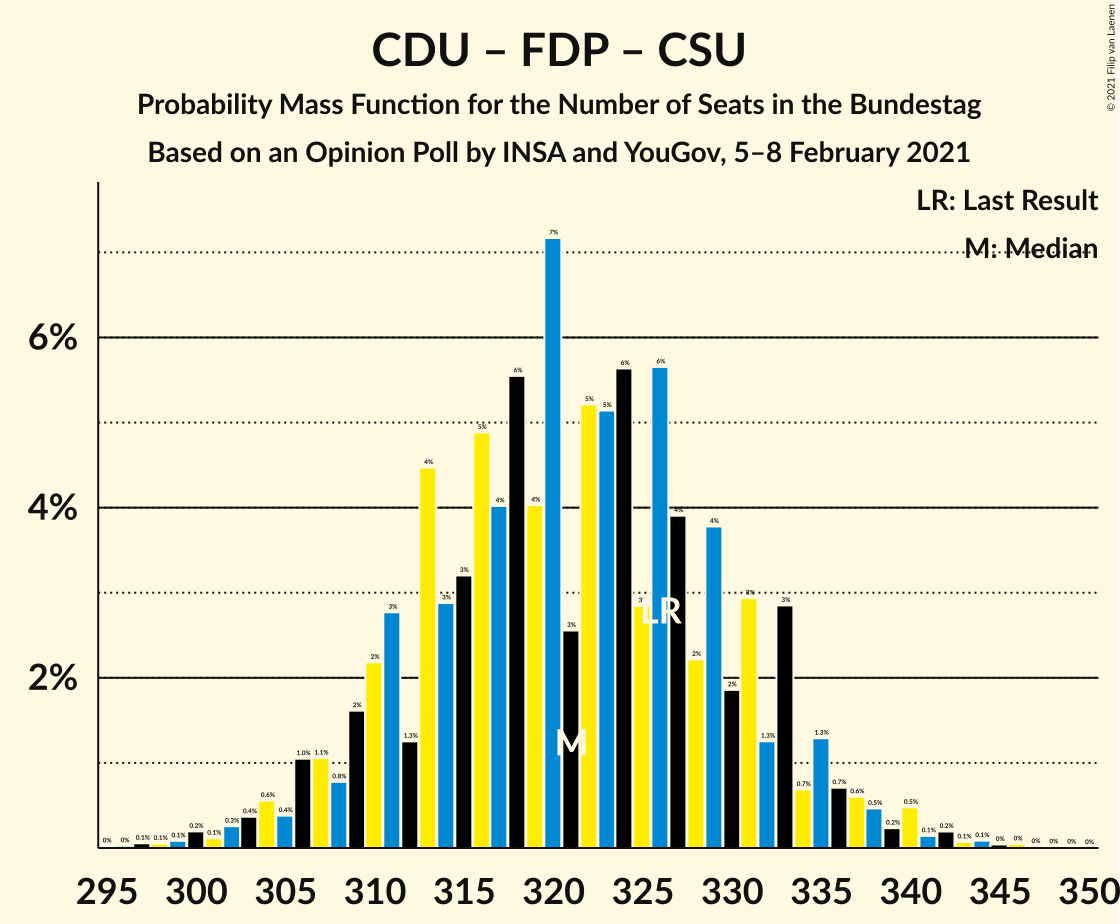 CDU – FDP – CSU
Probability Mass Function for the Number of Seats in the Bundestag
Based on an Opinion Poll by INSA and YouGov, 5–8 February 2021
© 2021 Filip van Laenen
LR: Last Result
M: Median
6%
4%
2%
0% 0% 0.1% 0.1% 0.1% 0.2% 0.1% 0.3% 0.4% 0.6% 0.4% 1.0% 1.1% 0.8% 2% 2% 3% 1.3% 4% 3% 3% 5% 4% 6% 4% 7% 3% 5% 5% 6% 3% 6% 4% 2% 4% 2% 3% 1.3% 3% 0.7% 1.3% 0.7% 0.6% 0.5% 0.2% 0.5% 0.1% 0.2% 0.1% 0.1% 0% 0% 0% 0% 0% 0%
LR
M
295 300 305 310 315 320 325 330 335 340 345 350